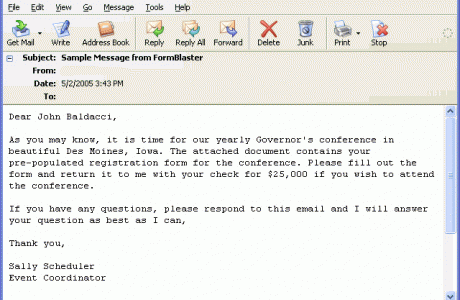 File Edit View Go Message Tools Help
Get Mail Write Address Book Reply Reply All Forward Delete Junk Print Stop
Subject: Sample Message from FormBlaster
From:
Date: 5/2/2005 3:43 PM
To:
Dear John Baldacci,
As you may know, it is time for our yearly Governor's conference in
beautiful Des Moines, Iowa. The attached document contains your
pre-populated registration form for the conference. Please fill out the
form and return it to me with your check for $25,000 if you wish to attend
the conference.
If you have any questions, please respond to this email and I will answer
your question as best as I can,
Thank you,
Sally Scheduler
Event Coordinator